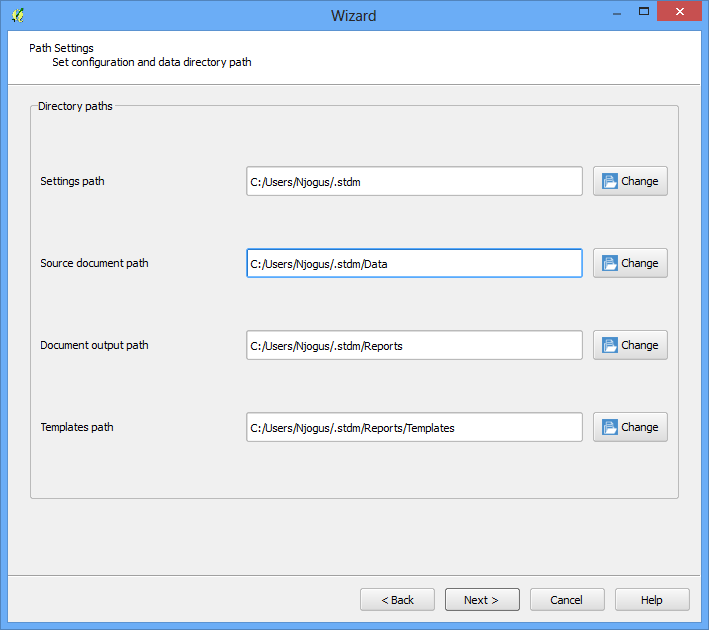 Wizard
Path Settings
Set configuration and data directory path
Directory paths
Settings path C:/Users/Njogus/.stdm Change
Source document path C:/Users/Njogus/.stdm/Data Change
Document output path C:/Users/Njogus/.stdm/Reports Change
Templates path C:/Users/Njogus/.stdm/Reports/Templates Change
< Back Next > Cancel Help